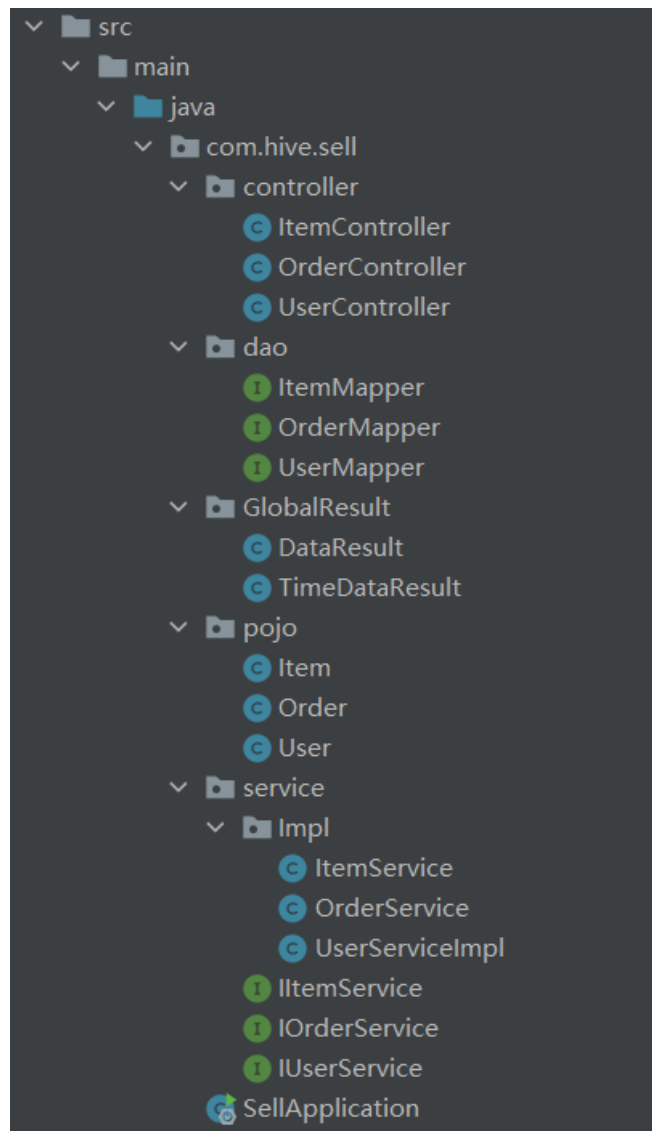 src
main
java
com.hive.sell
controller
C ItemController
C OrderController
C UserController
dao
I ItemMapper
I OrderMapper
I UserMapper
GlobalResult
C DataResult
C TimeDataResult
pojo
C Item
C Order
C User
service
Impl
C ItemService
C OrderService
C UserServiceImpl
I IItemService
I IOrderService
I IUserService
SellApplication